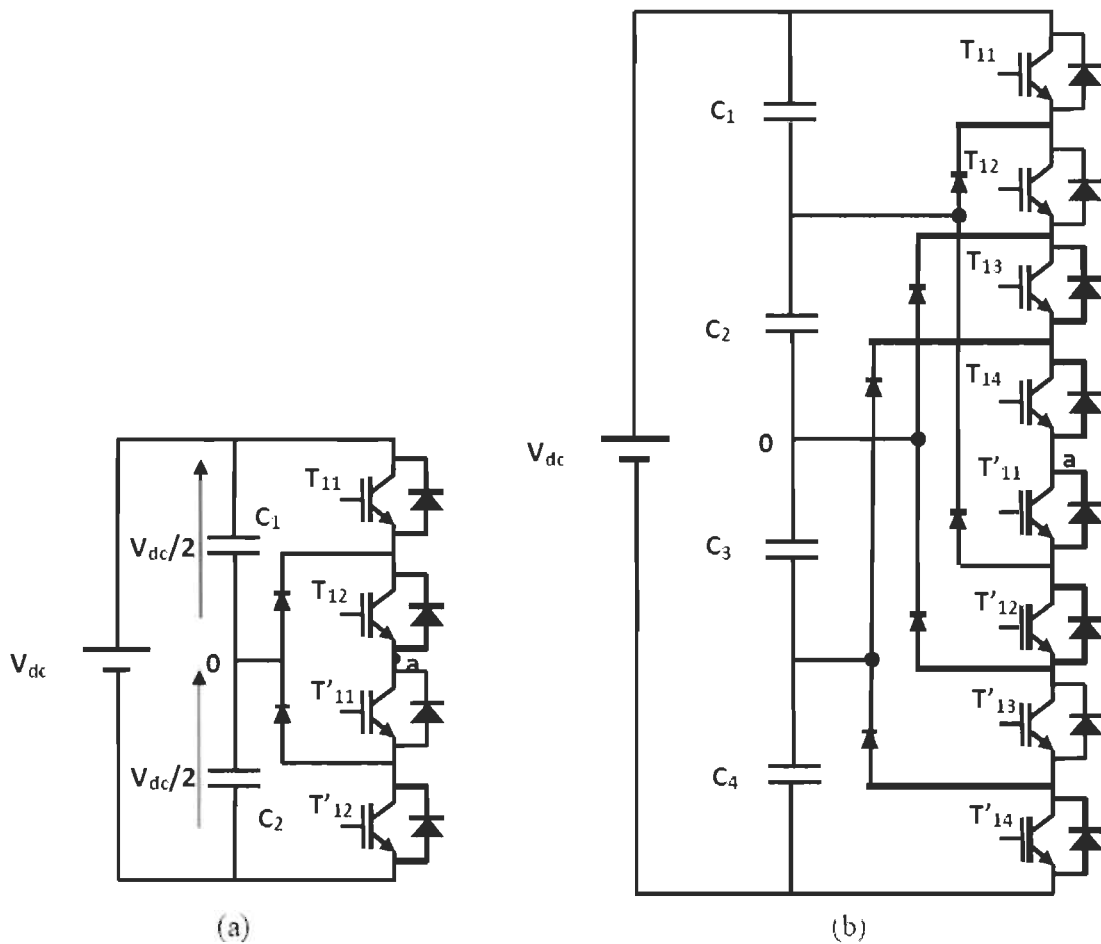 T11
C1
Vdc/2
T12
0
a
Vdc
T'11
Vdc/2
C2
T'12
(a)
T11
C1
T12
T13
C2
T14
0
Vdc
a
T'11
C3
T'12
T'13
C4
T'14
(b)